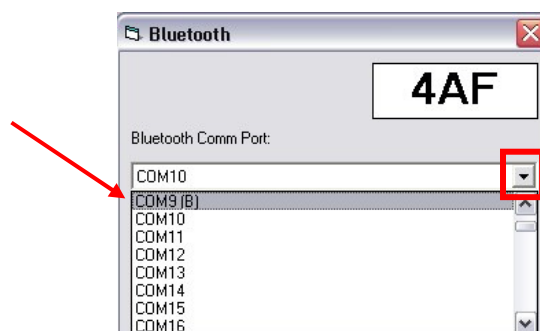 Bluetooth
4AF
Bluetooth Comm Port:
COM10
COM9 (B)
COM10
COM11
COM12
COM13
COM14
COM15
COM16